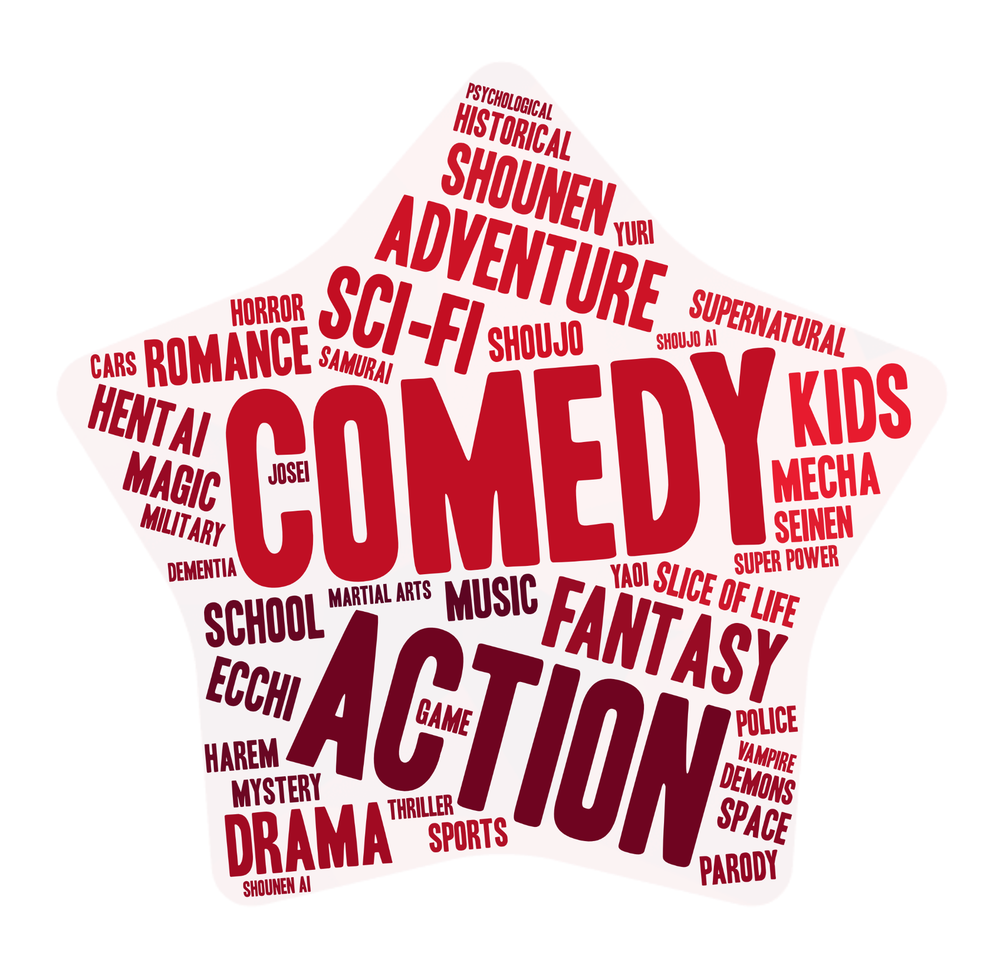 PSYCHOLOGICAL
HISTORICAL
SHOUNEN
YURI
ADVENTURE
SCI-FI
HORROR
SUPERNATURAL
SHOUJO
SHOUJO AI
CARS
ROMANCE
SAMURAI
HENTAI
COMEDY
KIDS
JOSEI
MAGIC
MECHA
MILITARY
SEINEN
DEMENTIA
SUPER POWER
YAOI
SLICE OF LIFE
SCHOOL
MARTIAL ARTS
MUSIC
FANTASY
ECCHI
ACTION
GAME
POLICE
HAREM
VAMPIRE
MYSTERY
DEMONS
THRILLER
SPACE
DRAMA
SPORTS
PARODY
SHOUNEN AI